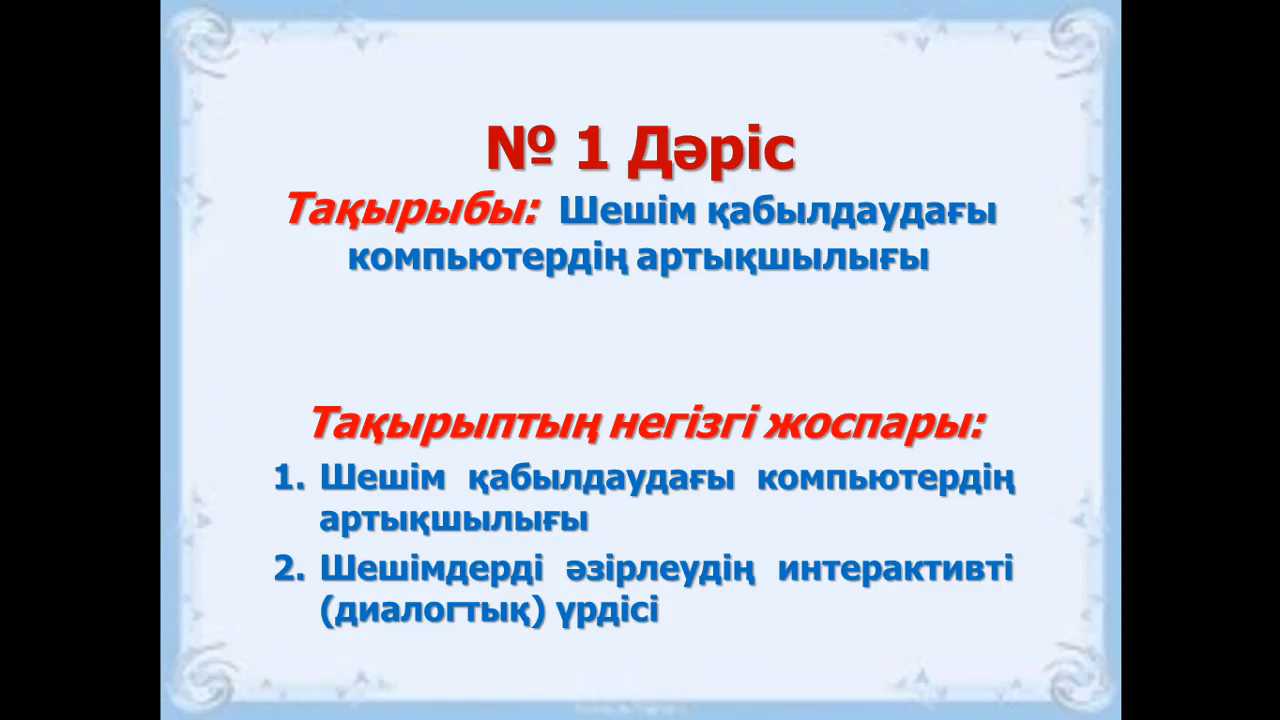 № 1 Дәріс
Тақырыбы: Шешім қабылдаудағы
компьютердің артықшылығы
Тақырыптың негізгі жоспары:
1. Шешім қабылдаудағы компьютердің
артықшылығы
2. Шешімдерді әзірлеудің интерактивті
(диалогтық) үрдісі